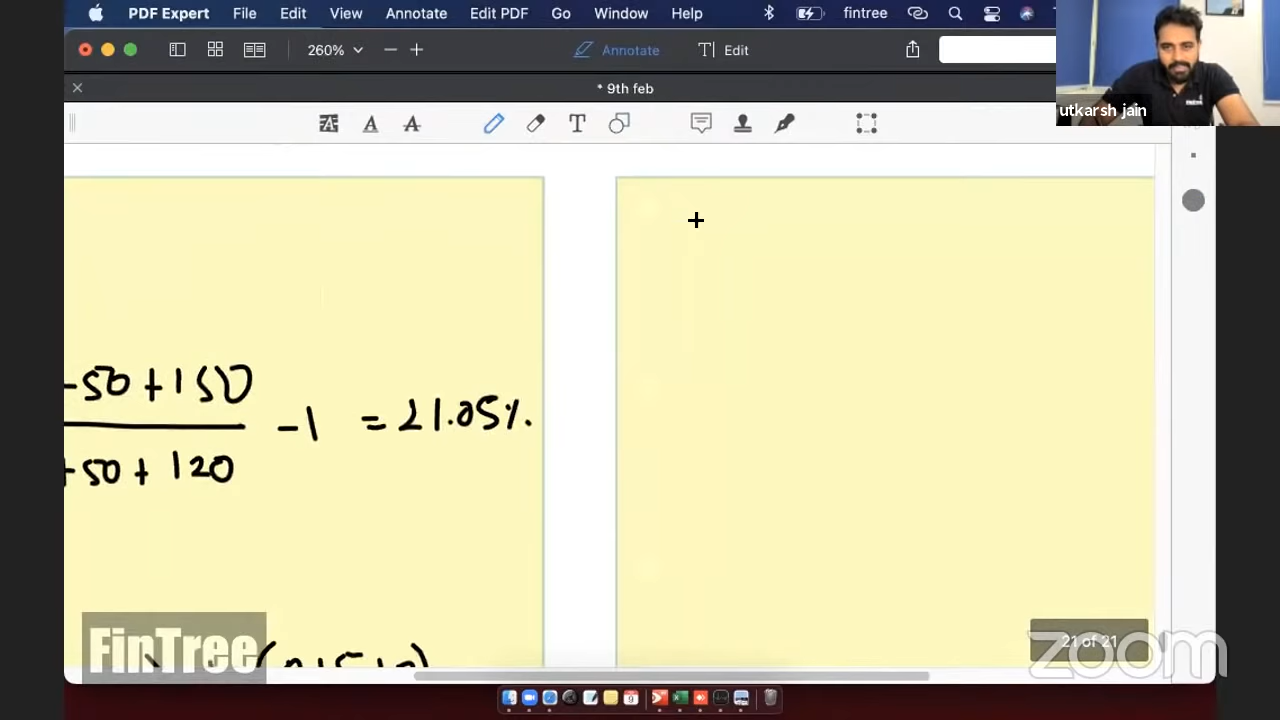 PDF Expert File Edit View Annotate Edit PDF Go Window Help fintree
260% Annotate T Edit
* 9th feb
A A A T
utkarsh jain
-50+150
-1 = 21.05%.
+50 + 120
21 of 21
FinTree
zoom